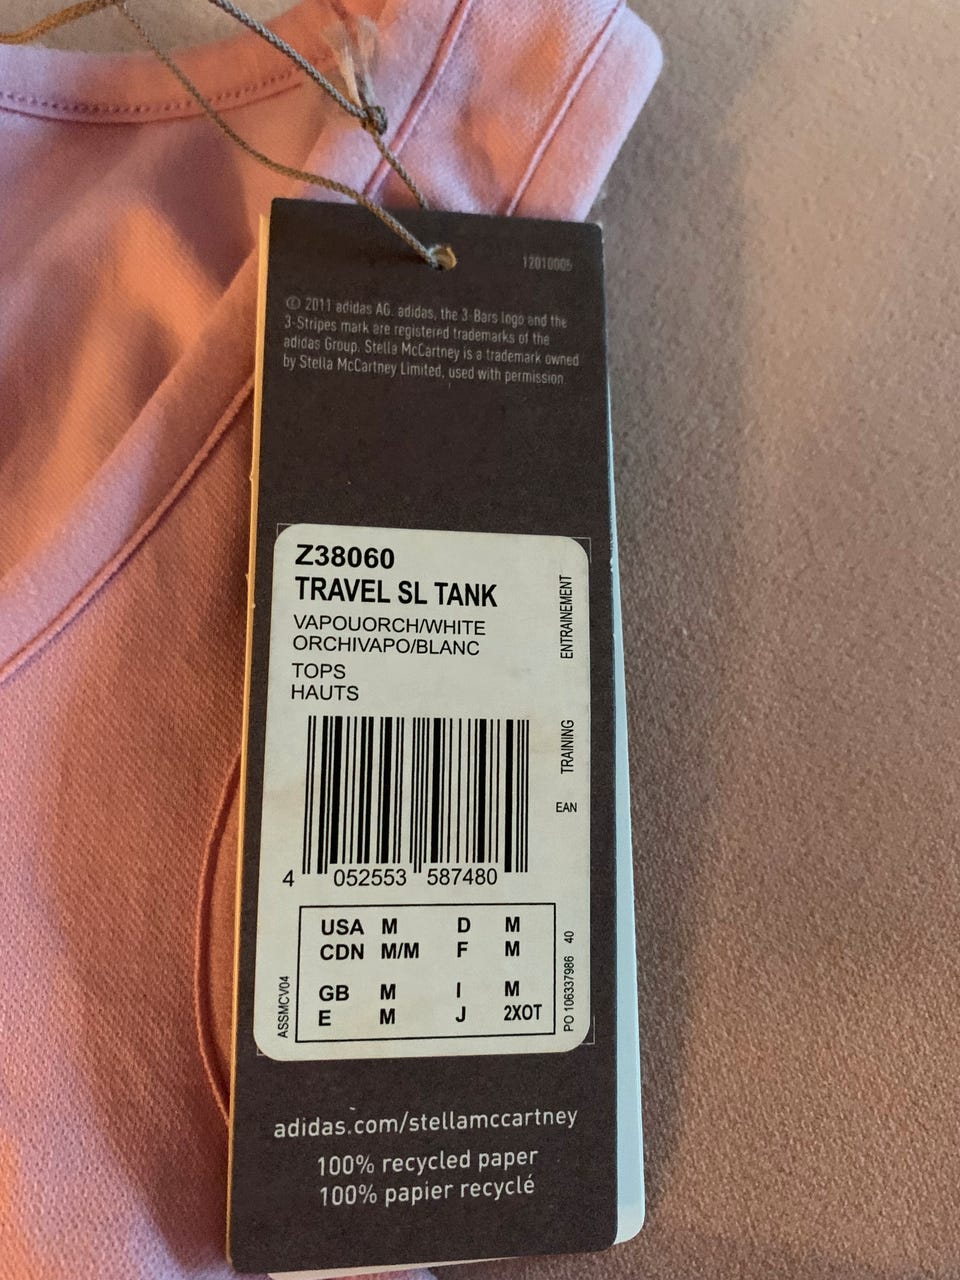 12010005
© 2011 adidas AG. adidas, the 3-Bars logo and the
3-Stripes mark are registered trademarks of the
adidas Group. Stella McCartney is a trademark owned
by Stella McCartney Limited, used with permission
Z38060
TRAVEL SL TANK
VAPOUORCH/WHITE
ORCHIVAPO/BLANC
TOPS
HAUTS
ENTRAINEMENT
TRAINING
EAN
4 052553 587480
USA M D M
CDN M/M F M
GB M I M
E M J 2XOT
ASSMCV04
PO 106337986 40
adidas.com/stellamccartney
100% recycled paper
100% papier recyclé